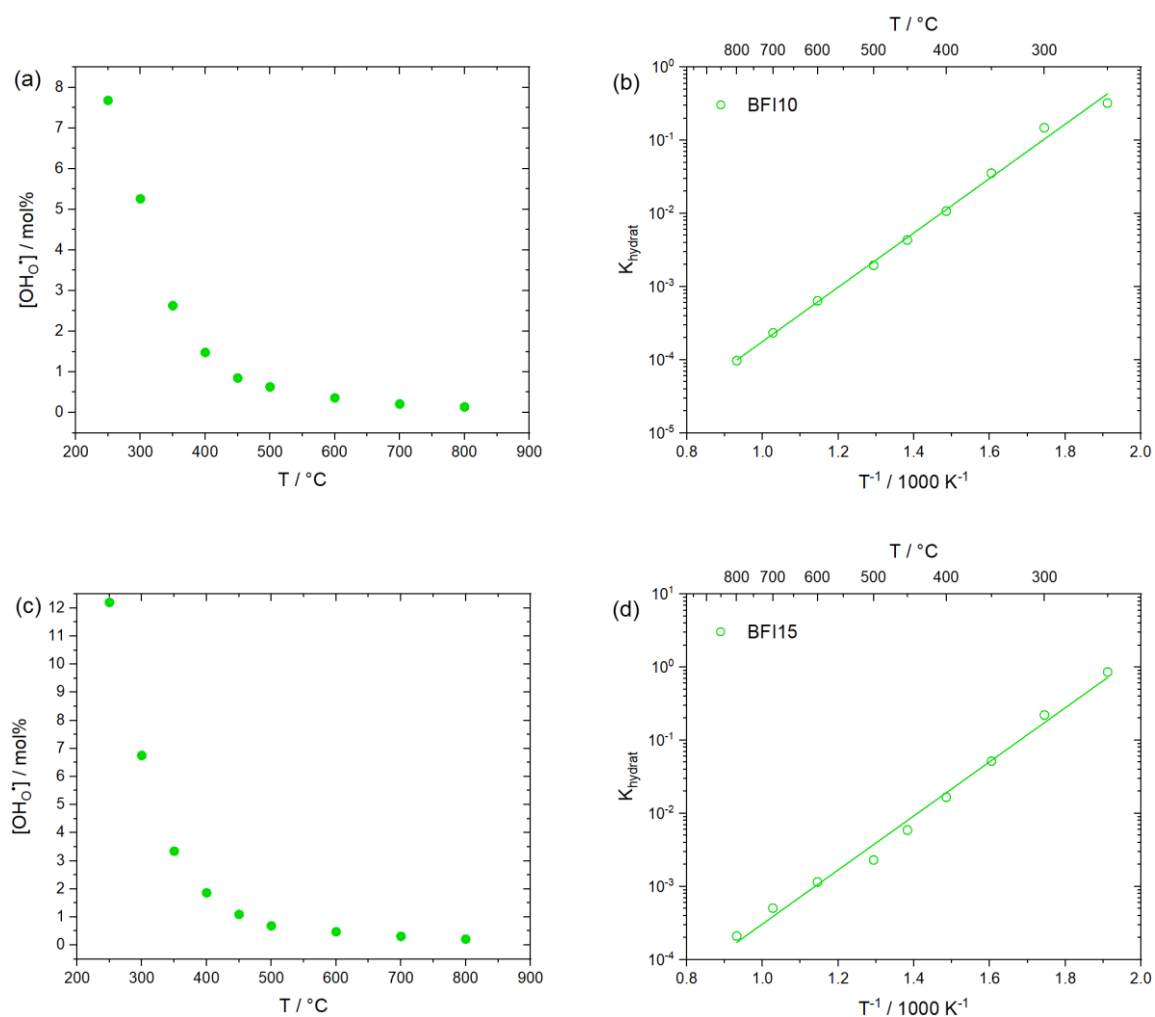 (a)
8
7
6
5
4
3
2
1
0
[OH_O^•] / mol%
200 300 400 500 600 700 800 900
T / °C
T / °C
800 700 600 500 400 300
(b)
BFI10
10^0
10^-1
10^-2
10^-3
10^-4
10^-5
K_hydrat
0.8 1.0 1.2 1.4 1.6 1.8 2.0
T^-1 / 1000 K^-1
(c)
12
11
10
9
8
7
6
5
4
3
2
1
0
[OH_O^•] / mol%
200 300 400 500 600 700 800 900
T / °C
T / °C
800 700 600 500 400 300
(d)
BFI15
10^1
10^0
10^-1
10^-2
10^-3
10^-4
K_hydrat
0.8 1.0 1.2 1.4 1.6 1.8 2.0
T^-1 / 1000 K^-1